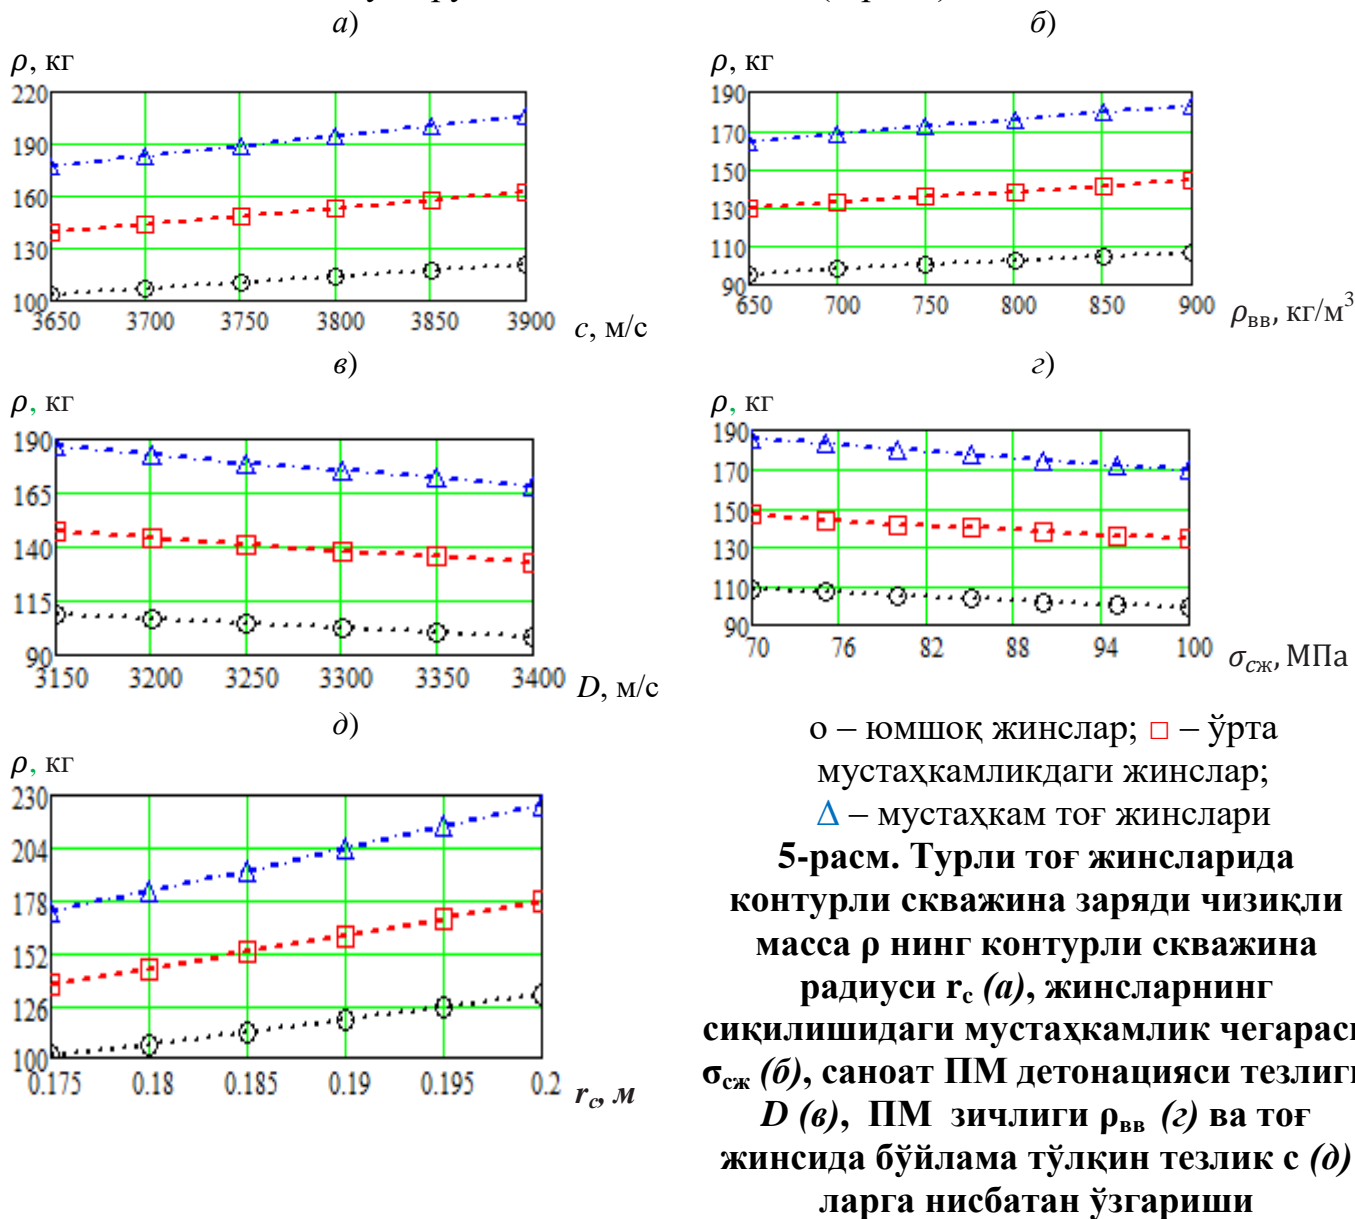 а)
б)
ρ, кг
220
190
160
130
100
3650 3700 3750 3800 3850 3900 c, м/с
ρ, кг
190
170
150
130
110
90
650 700 750 800 850 900 ρвв, кг/м³
в)
г)
ρ, кг
190
165
140
115
90
3150 3200 3250 3300 3350 3400 D, м/с
ρ, кг
190
170
150
130
110
90
70 76 82 88 94 100 σсж, МПа
д)
ρ, кг
230
204
178
152
126
100
0.175 0.18 0.185 0.19 0.195 0.2 rс, м
о – юмшоқ жинслар; □ – ўрта
мустаҳкамликдаги жинслар;
Δ – мустаҳкам тоғ жинслари
5-расм. Турли тоғ жинсларида
контурли скважина заряди чизиқли
масса ρ нинг контурли скважина
радиуси rс (а), жинсларнинг
сиқилишидаги мустаҳкамлик чегараси
σсж (б), саноат ПМ детонацияси тезлиги
D (в), ПМ зичлиги ρвв (г) ва тоғ
жинсида бўйлама тўлқин тезлик с (д)
ларга нисбатан ўзгариши